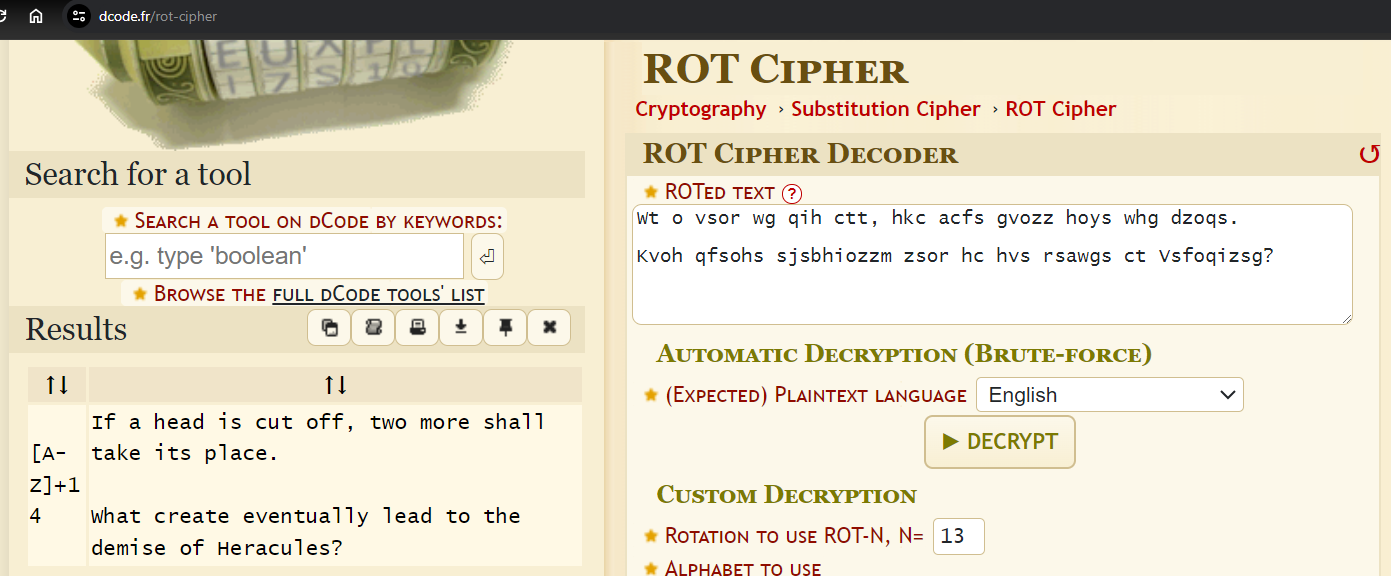 dcode.fr/rot-cipher
Search for a tool
★ Search a tool on dCode by keywords:
e.g. type 'boolean'
★ Browse the full dCode tools' list
Results
↑↓ ↑↓
[A-Z]+14
If a head is cut off, two more shall
take its place.
What create eventually lead to the
demise of Heracules?
ROT Cipher
Cryptography › Substitution Cipher › ROT Cipher
ROT Cipher Decoder
★ ROTed text ?
Wt o vsor wg qih ctt, hkc acfs gvozz hoys whg dzoqs.
Kvoh qfsohs sjsbhiozzm zsor hc hvs rsawgs ct Vsfoqizsg?
Automatic Decryption (Brute-force)
★ (Expected) Plaintext language English
▶ DECRYPT
Custom Decryption
★ Rotation to use ROT-N, N= 13
★ Alphabet to use